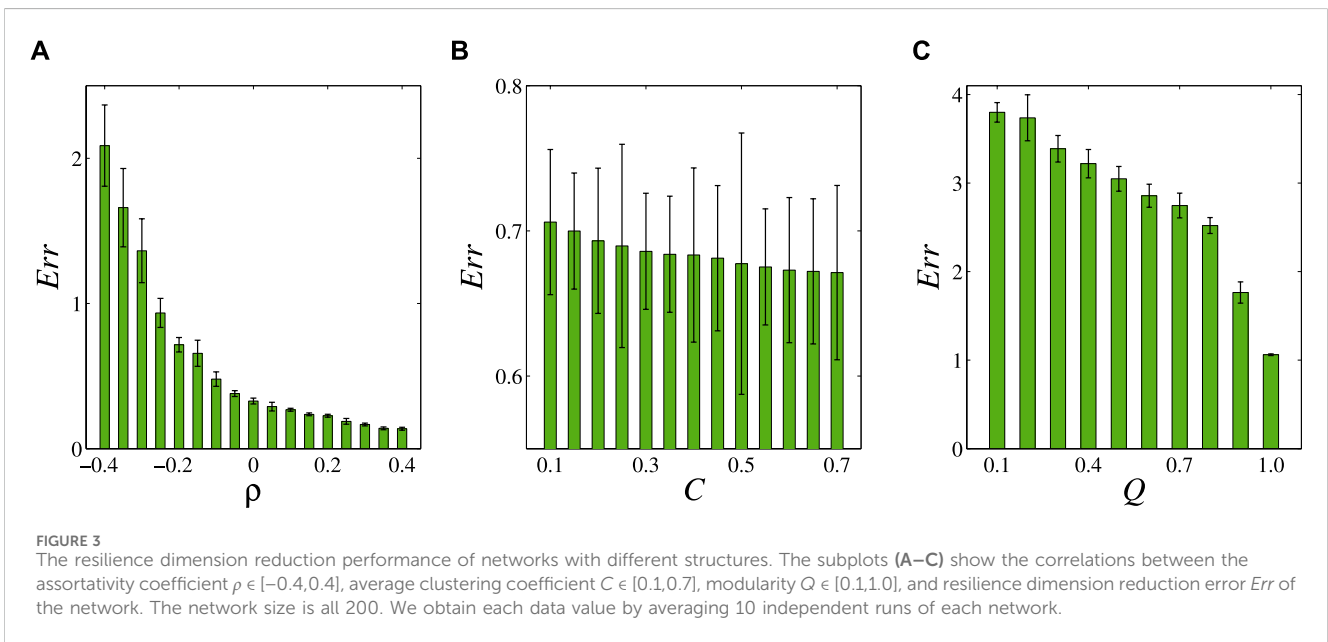 A
B
C
2
1
0
Err
−0.4
−0.2
0
0.2
0.4
ρ
0.8
0.7
0.6
Err
0.1
0.3
0.5
0.7
C
4
3
2
1
0
Err
0.1
0.4
0.7
1.0
Q
FIGURE 3
The resilience dimension reduction performance of networks with different structures. The subplots (A–C) show the correlations between the
assortativity coefficient ρ ∈ [−0.4,0.4], average clustering coefficient C ∈ [0.1,0.7], modularity Q ∈ [0.1,1.0], and resilience dimension reduction error Err of
the network. The network size is all 200. We obtain each data value by averaging 10 independent runs of each network.